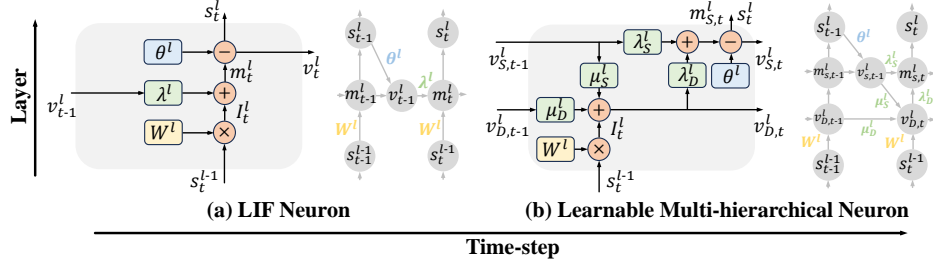 s_t^l
θ^l
−
v_t^l
m_t^l
v_{t-1}^l
λ^l
+
I_t^l
W^l
×
s_t^{l-1}
s_{t-1}^l
s_t^l
θ^l
λ^l
m_{t-1}^l
v_{t-1}^l
m_t^l
W^l
W^l
s_{t-1}^{l-1}
s_t^{l-1}
(a) LIF Neuron
m_{S,t}^l
s_t^l
v_{S,t-1}^l
λ_S^l
+
−
v_{S,t}^l
μ_S^l
λ_D^l
θ^l
v_{D,t-1}^l
μ_D^l
+
v_{D,t}^l
I_t^l
W^l
×
s_t^{l-1}
s_{t-1}^l
s_t^l
θ^l
λ_S^l
m_{S,t-1}^l
v_{S,t-1}^l
m_{S,t}^l
μ_S^l
λ_D^l
v_{D,t-1}^l
μ_D^l
v_{D,t}^l
W^l
W^l
s_{t-1}^{l-1}
s_t^{l-1}
(b) Learnable Multi-hierarchical Neuron
Layer
Time-step